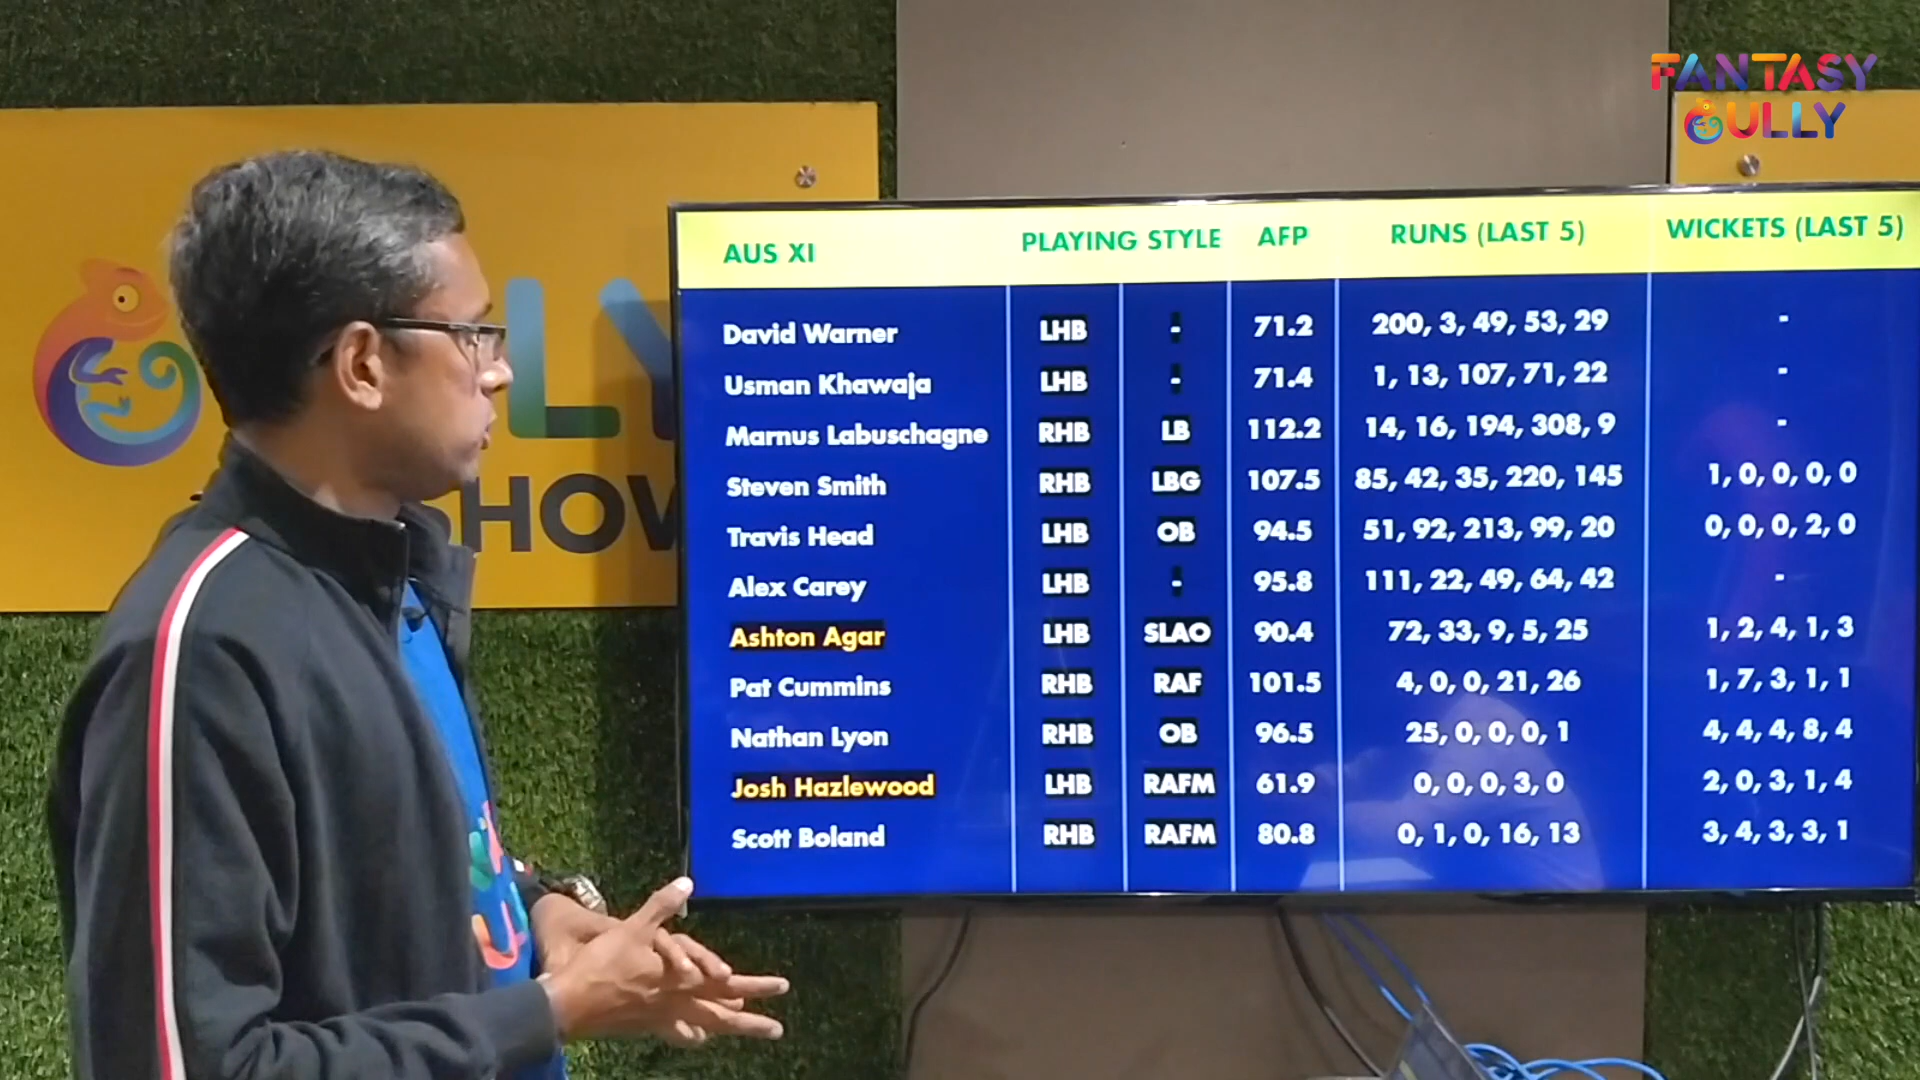 FANTASY
GULLY
LY
SHOW
AUS XI PLAYING STYLE AFP RUNS (LAST 5) WICKETS (LAST 5)
David Warner LHB - 71.2 200, 3, 49, 53, 29 -
Usman Khawaja LHB - 71.4 1, 13, 107, 71, 22 -
Marnus Labuschagne RHB LB 112.2 14, 16, 194, 308, 9 -
Steven Smith RHB LBG 107.5 85, 42, 35, 220, 145 1, 0, 0, 0, 0
Travis Head LHB OB 94.5 51, 92, 213, 99, 20 0, 0, 0, 2, 0
Alex Carey LHB - 95.8 111, 22, 49, 64, 42 -
Ashton Agar LHB SLAO 90.4 72, 33, 9, 5, 25 1, 2, 4, 1, 3
Pat Cummins RHB RAF 101.5 4, 0, 0, 21, 26 1, 7, 3, 1, 1
Nathan Lyon RHB OB 96.5 25, 0, 0, 0, 1 4, 4, 4, 8, 4
Josh Hazlewood LHB RAFM 61.9 0, 0, 0, 3, 0 2, 0, 3, 1, 4
Scott Boland RHB RAFM 80.8 0, 1, 0, 16, 13 3, 4, 3, 3, 1